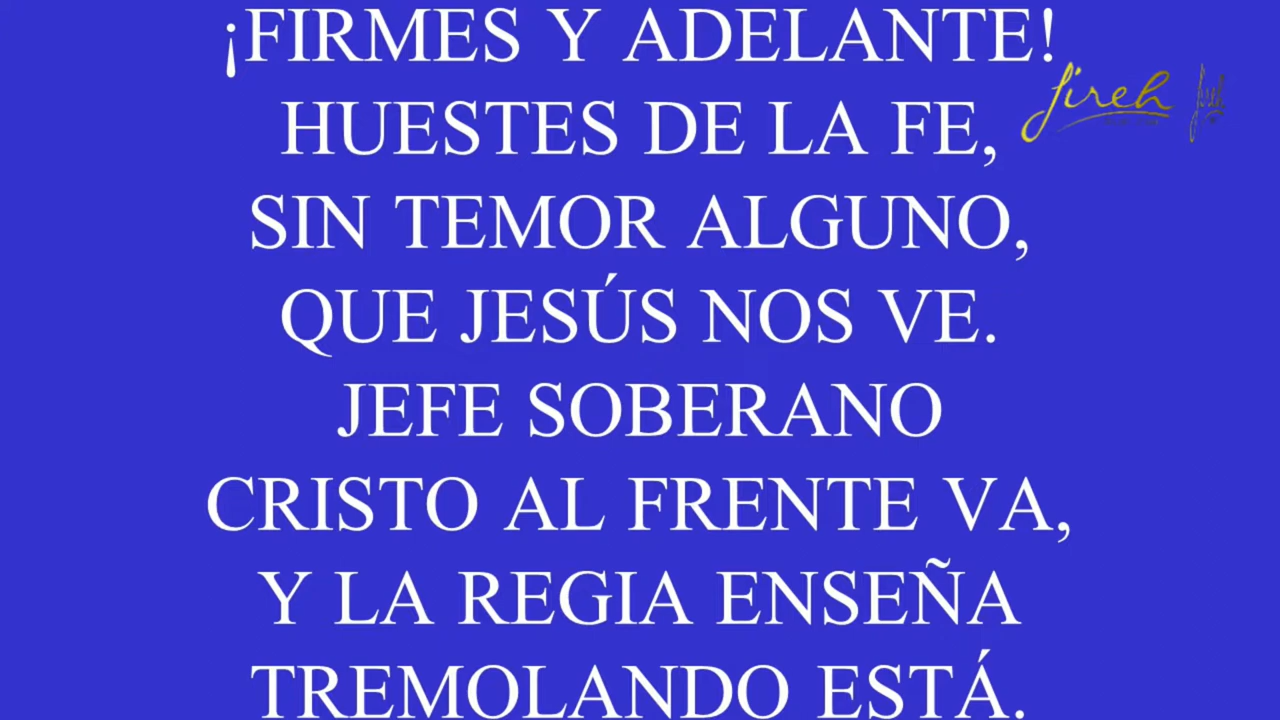 ¡FIRMES Y ADELANTE!
HUESTES DE LA FE,
SIN TEMOR ALGUNO,
QUE JESÚS NOS VE.
JEFE SOBERANO
CRISTO AL FRENTE VA,
Y LA REGIA ENSEÑA
TREMOLANDO ESTÁ.
Jireh